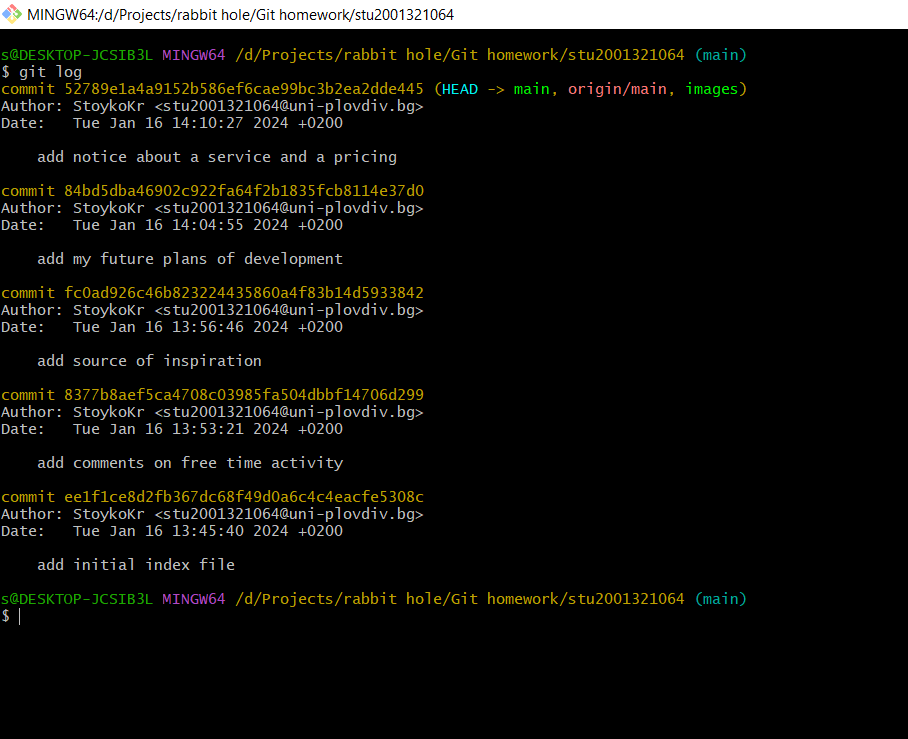 MINGW64:/d/Projects/rabbit hole/Git homework/stu2001321064
s@DESKTOP-JCSIB3L MINGW64 /d/Projects/rabbit hole/Git homework/stu2001321064 (main)
$ git log
commit 52789e1a4a9152b586ef6cae99bc3b2ea2dde445 (HEAD -> main, origin/main, images)
Author: StoykoKr <stu2001321064@uni-plovdiv.bg>
Date:   Tue Jan 16 14:10:27 2024 +0200
    add notice about a service and a pricing
commit 84bd5dba46902c922fa64f2b1835fcb8114e37d0
Author: StoykoKr <stu2001321064@uni-plovdiv.bg>
Date:   Tue Jan 16 14:04:55 2024 +0200
    add my future plans of development
commit fc0ad926c46b823224435860a4f83b14d5933842
Author: StoykoKr <stu2001321064@uni-plovdiv.bg>
Date:   Tue Jan 16 13:56:46 2024 +0200
    add source of inspiration
commit 8377b8aef5ca4708c03985fa504dbbf14706d299
Author: StoykoKr <stu2001321064@uni-plovdiv.bg>
Date:   Tue Jan 16 13:53:21 2024 +0200
    add comments on free time activity
commit ee1f1ce8d2fb367dc68f49d0a6c4c4eacfe5308c
Author: StoykoKr <stu2001321064@uni-plovdiv.bg>
Date:   Tue Jan 16 13:45:40 2024 +0200
    add initial index file
s@DESKTOP-JCSIB3L MINGW64 /d/Projects/rabbit hole/Git homework/stu2001321064 (main)
$